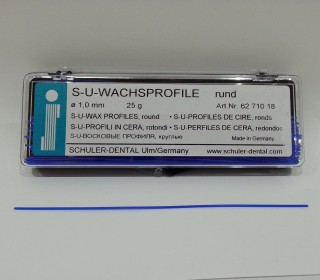 S-U-WACHSPROFILE rund
ø 1,0 mm 25 g Art.Nr. 62 710 16
S-U-WAX PROFILES, round • S-U-PROFILES DE CIRE, ronds
S-U-PROFILI IN CERA, rotondi • S-U-PERFILES DE CERA, redondos
S-U-ВОСКОВЫЕ ПРОФИЛИ, круглые Made in Germany
SCHULER-DENTAL Ulm/Germany www.schuler-dental.com